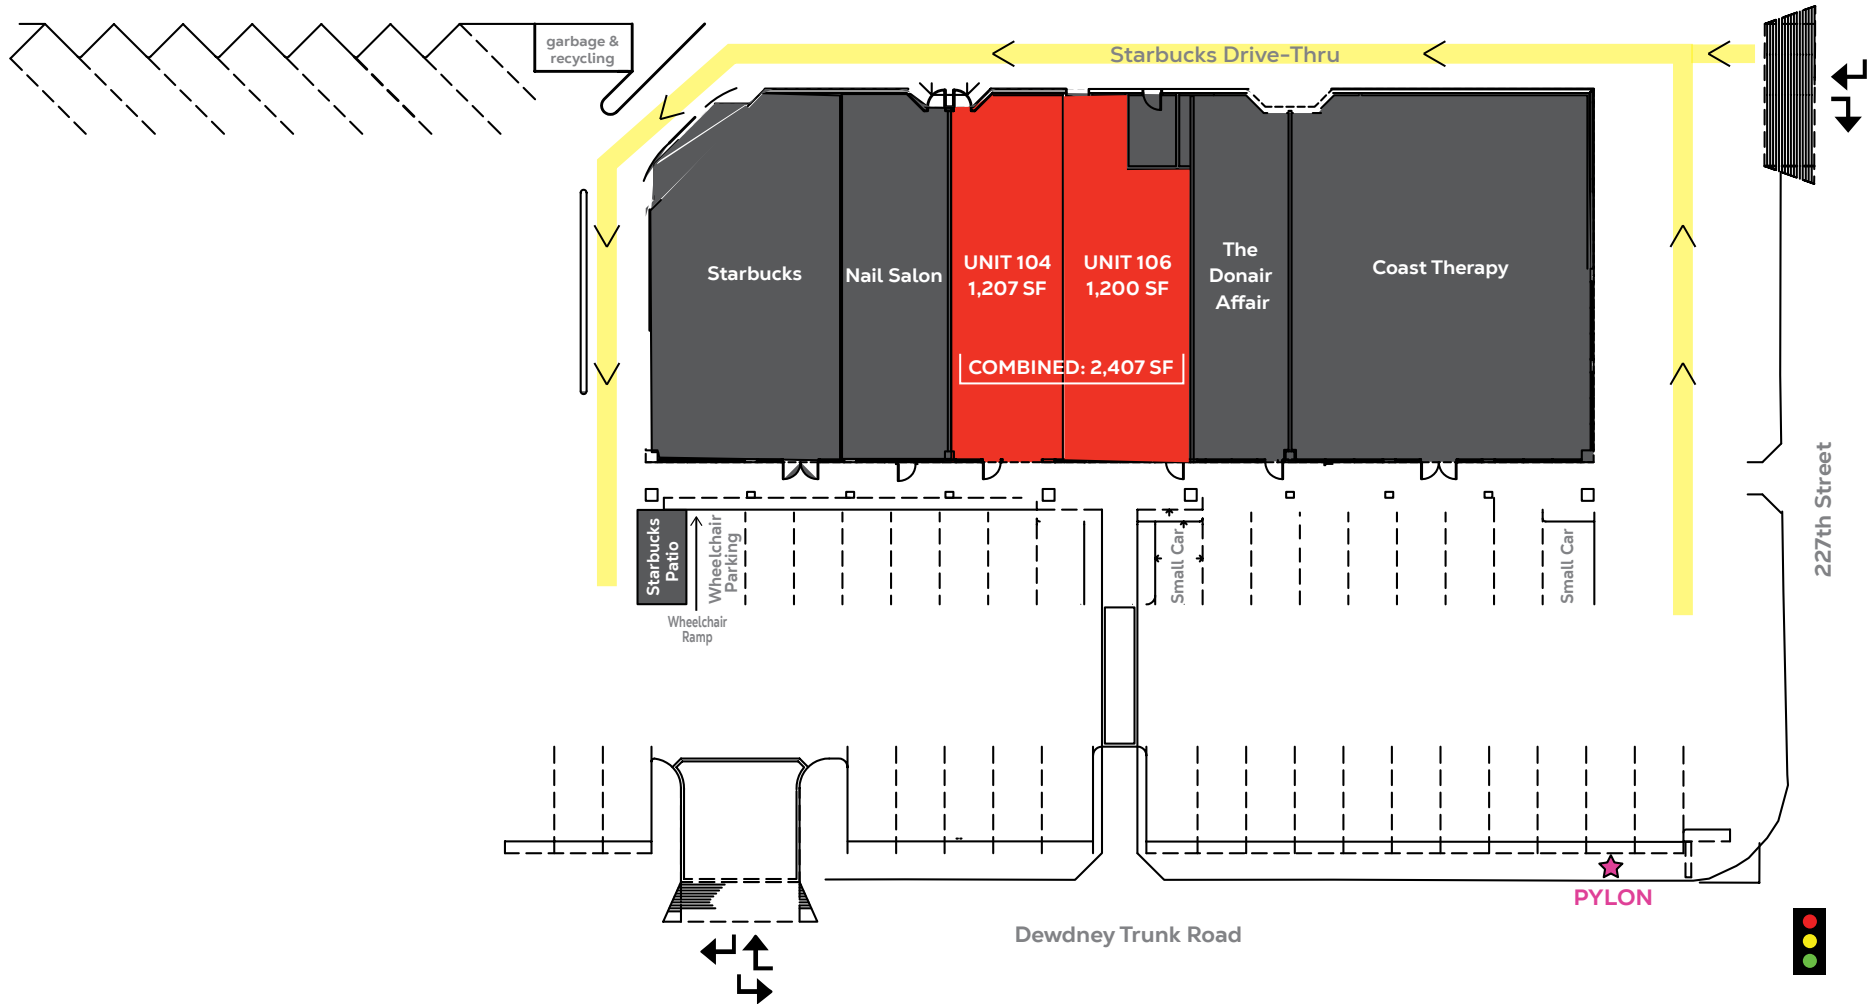 garbage &
recycling
Starbucks Drive-Thru
Starbucks
Nail Salon
UNIT 104
1,207 SF
UNIT 106
1,200 SF
COMBINED: 2,407 SF
The
Donair
Affair
Coast Therapy
227th Street
Starbucks
Patio
Wheelchair
Parking
Wheelchair
Ramp
Small Car
Small Car
PYLON
Dewdney Trunk Road